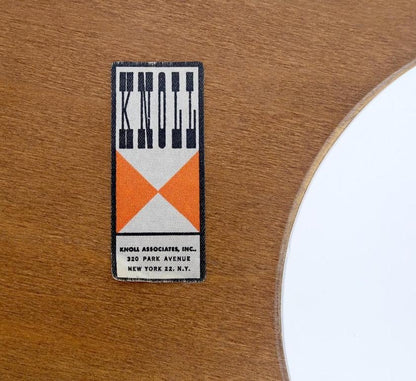 KNOLL
KNOLL ASSOCIATES, INC.
320 PARK AVENUE
NEW YORK 22. N.Y.